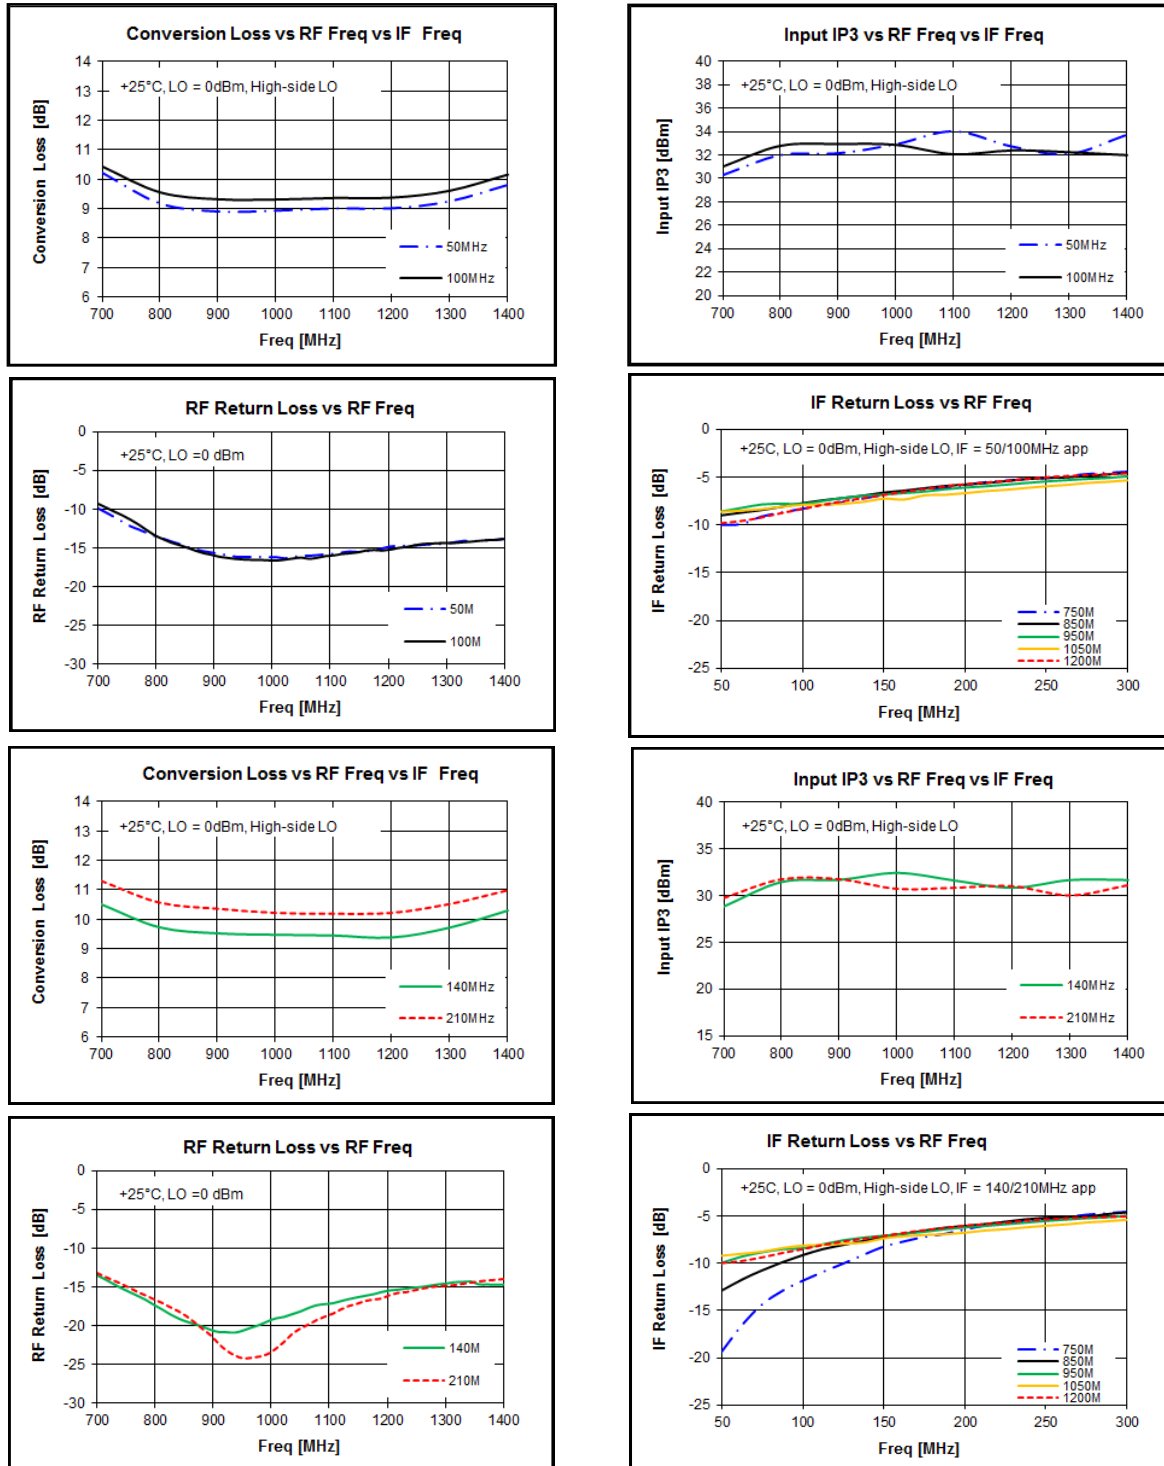 Conversion Loss vs RF Freq vs IF Freq
14
13
12
11
10
9
8
7
6
Conversion Loss [dB]
+25°C, LO = 0dBm, High-side LO
50MHz
100MHz
700 800 900 1000 1100 1200 1300 1400
Freq [MHz]
Input IP3 vs RF Freq vs IF Freq
40
38
36
34
32
30
28
26
24
22
20
Input IP3 [dBm]
+25°C, LO = 0dBm, High-side LO
50MHz
100MHz
700 800 900 1000 1100 1200 1300 1400
Freq [MHz]
RF Return Loss vs RF Freq
0
-5
-10
-15
-20
-25
-30
RF Return Loss [dB]
+25°C, LO =0 dBm
50M
100M
700 800 900 1000 1100 1200 1300 1400
Freq [MHz]
IF Return Loss vs RF Freq
0
-5
-10
-15
-20
-25
IF Return Loss [dB]
+25C, LO = 0dBm, High-side LO, IF = 50/100MHz app
750M
850M
950M
1050M
1200M
50 100 150 200 250 300
Freq [MHz]
Conversion Loss vs RF Freq vs IF Freq
14
13
12
11
10
9
8
7
6
Conversion Loss [dB]
+25°C, LO = 0dBm, High-side LO
140MHz
210MHz
700 800 900 1000 1100 1200 1300 1400
Freq [MHz]
Input IP3 vs RF Freq vs IF Freq
40
35
30
25
20
15
Input IP3 [dBm]
+25°C, LO = 0dBm, High-side LO
140MHz
210MHz
700 800 900 1000 1100 1200 1300 1400
Freq [MHz]
RF Return Loss vs RF Freq
0
-5
-10
-15
-20
-25
-30
RF Return Loss [dB]
+25°C, LO =0 dBm
140M
210M
700 800 900 1000 1100 1200 1300 1400
Freq [MHz]
IF Return Loss vs RF Freq
0
-5
-10
-15
-20
-25
IF Return Loss [dB]
+25C, LO = 0dBm, High-side LO, IF = 140/210MHz app
750M
850M
950M
1050M
1200M
50 100 150 200 250 300
Freq [MHz]